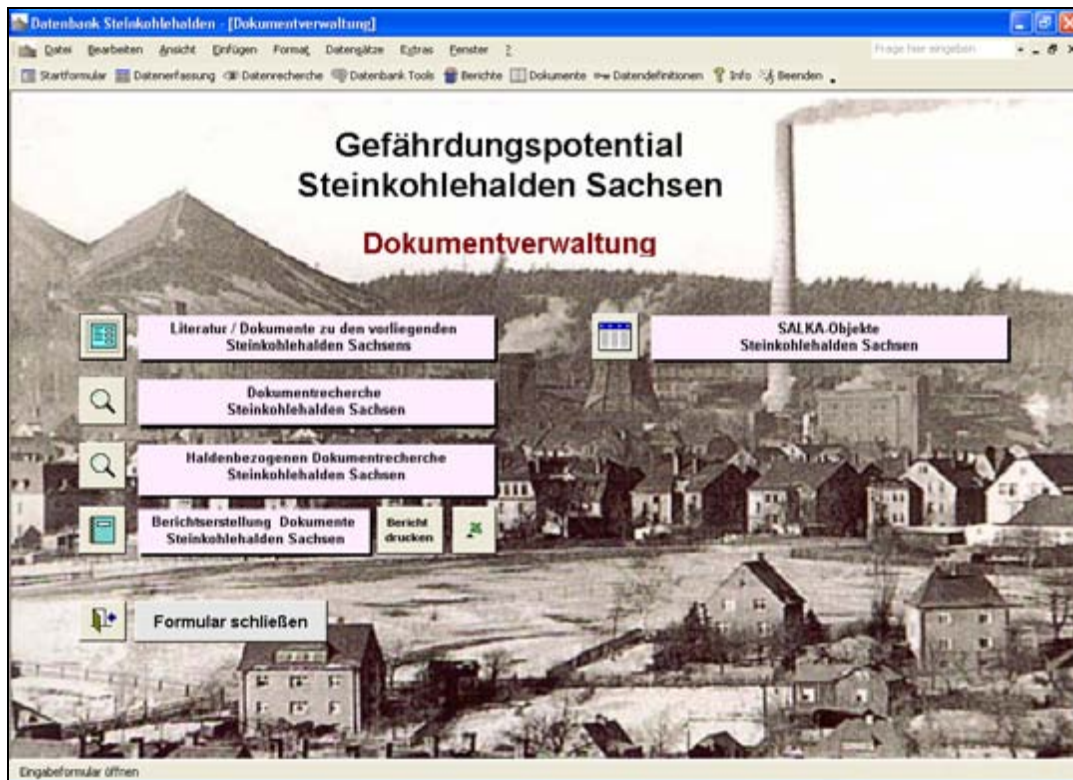 Datenbank Steinkohlehalden - [Dokumentverwaltung]
Datei Bearbeiten Ansicht Einfügen Format Datensätze Extras Fenster ? Frage hier eingeben
Startformular Datenerfassung Datenrecherche Datenbank Tools Berichte Dokumente Datendefinitionen Info Beenden
Gefährdungspotential
Steinkohlehalden Sachsen
Dokumentverwaltung
Literatur / Dokumente zu den vorliegenden
Steinkohlehalden Sachsens
SALKA-Objekte
Steinkohlehalden Sachsen
Dokumentrecherche
Steinkohlehalden Sachsen
Haldenbezogenen Dokumentrecherche
Steinkohlehalden Sachsen
Berichtserstellung Dokumente
Steinkohlehalden Sachsen
Bericht
drucken
Formular schließen
Eingabeformular öffnen